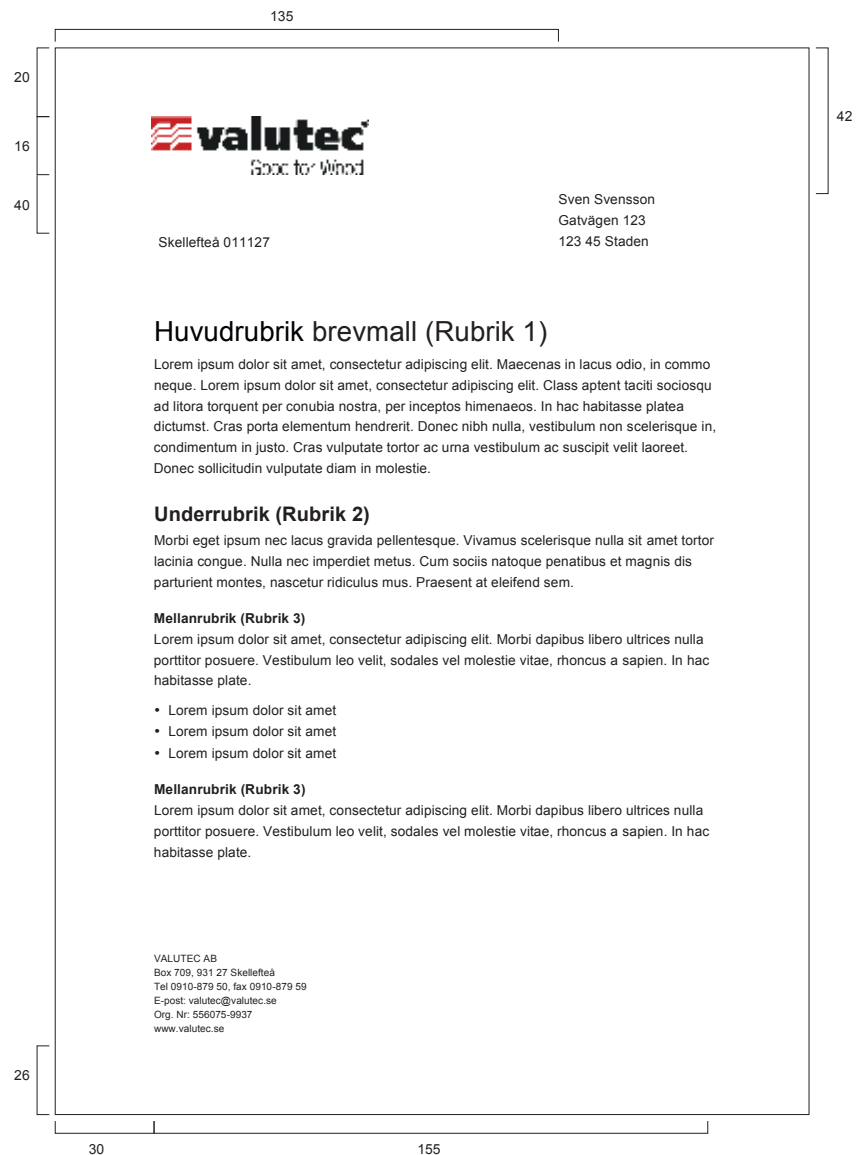 135
20
42
16
valutec
Good for Wood
40
Sven Svensson
Gatvägen 123
123 45 Staden
Skellefteå 011127
Huvudrubrik brevmall (Rubrik 1)
Lorem ipsum dolor sit amet, consectetur adipiscing elit. Maecenas in lacus odio, in commo
neque. Lorem ipsum dolor sit amet, consectetur adipiscing elit. Class aptent taciti sociosqu
ad litora torquent per conubia nostra, per inceptos himenaeos. In hac habitasse platea
dictumst. Cras porta elementum hendrerit. Donec nibh nulla, vestibulum non scelerisque in,
condimentum in justo. Cras vulputate tortor ac urna vestibulum ac suscipit velit laoreet.
Donec sollicitudin vulputate diam in molestie.
Underrubrik (Rubrik 2)
Morbi eget ipsum nec lacus gravida pellentesque. Vivamus scelerisque nulla sit amet tortor
lacinia congue. Nulla nec imperdiet metus. Cum sociis natoque penatibus et magnis dis
parturient montes, nascetur ridiculus mus. Praesent at eleifend sem.
Mellanrubrik (Rubrik 3)
Lorem ipsum dolor sit amet, consectetur adipiscing elit. Morbi dapibus libero ultrices nulla
porttitor posuere. Vestibulum leo velit, sodales vel molestie vitae, rhoncus a sapien. In hac
habitasse plate.
• Lorem ipsum dolor sit amet
• Lorem ipsum dolor sit amet
• Lorem ipsum dolor sit amet
Mellanrubrik (Rubrik 3)
Lorem ipsum dolor sit amet, consectetur adipiscing elit. Morbi dapibus libero ultrices nulla
porttitor posuere. Vestibulum leo velit, sodales vel molestie vitae, rhoncus a sapien. In hac
habitasse plate.
VALUTEC AB
Box 709, 931 27 Skellefteå
Tel 0910-879 50, fax 0910-879 59
E-post: valutec@valutec.se
Org. Nr: 556075-9937
www.valutec.se
26
30
155